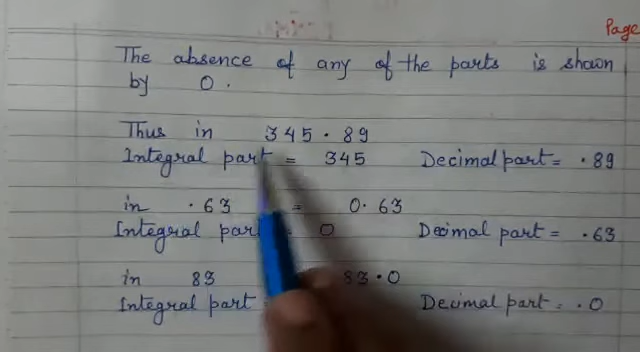 Page
The absence of any of the parts is shown
by 0.
Thus in 345.89
Integral part = 345 Decimal part = .89
in .63 = 0.63
Integral part 0 Decimal part = .63
in 83 83.0
Integral part Decimal part = .0